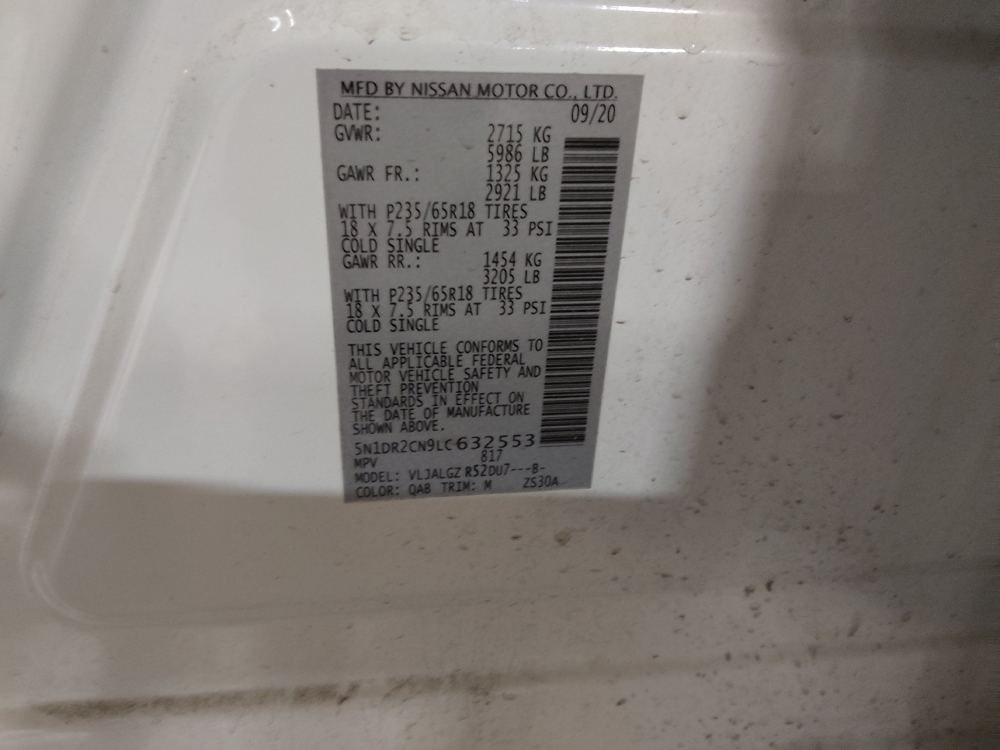 MFD BY NISSAN MOTOR CO., LTD.
DATE: 09/20
GVWR: 2715 KG
5986 LB
GAWR FR.: 1325 KG
2921 LB
WITH P235/65R18 TIRES
18 X 7.5 RIMS AT 33 PSI
COLD SINGLE
GAWR RR.: 1454 KG
3205 LB
WITH P235/65R18 TIRES
18 X 7.5 RIMS AT 33 PSI
COLD SINGLE
THIS VEHICLE CONFORMS TO
ALL APPLICABLE FEDERAL
MOTOR VEHICLE SAFETY AND
THEFT PREVENTION
STANDARDS IN EFFECT ON
THE DATE OF MANUFACTURE
SHOWN ABOVE.
5N1DR2CN9LC632553
MPV 817
MODEL: VLJALGZ R52DU7---B-
COLOR: QAB TRIM: M ZS30A